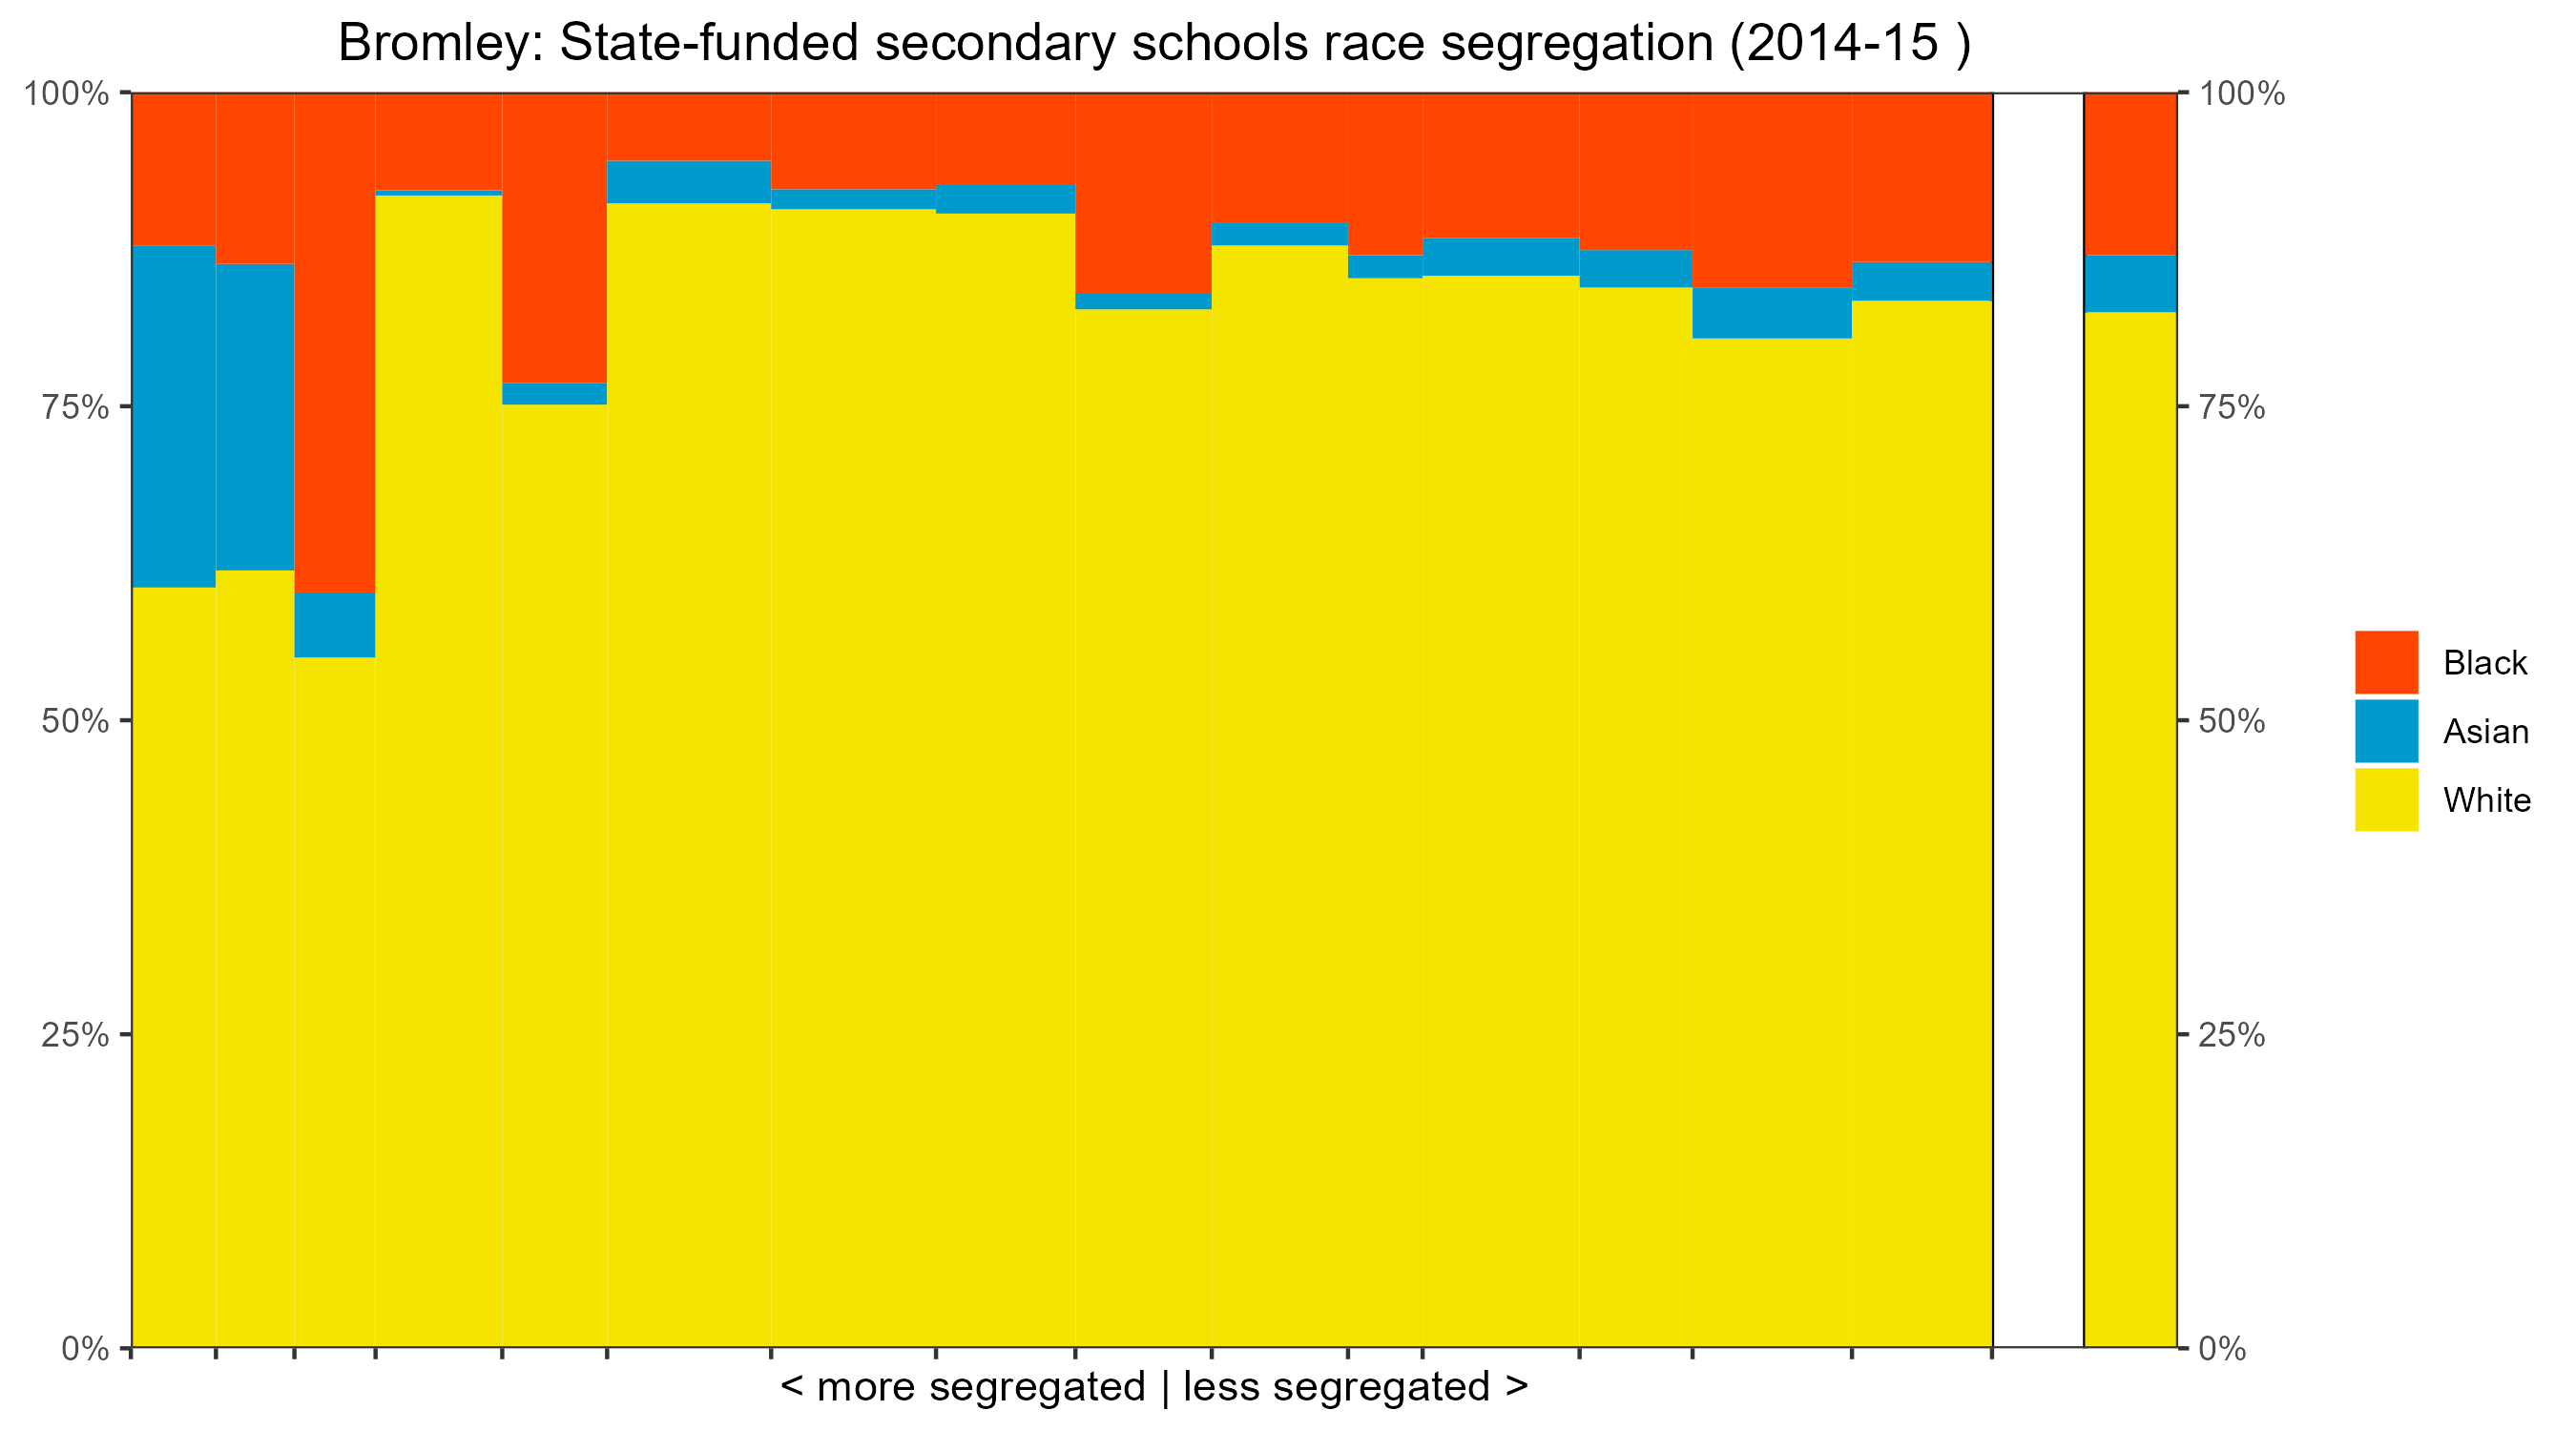 Bromley: State-funded secondary schools race segregation (2014-15 )
100%
75%
50%
25%
0%
100%
75%
50%
25%
0%
Black
Asian
White
< more segregated | less segregated >